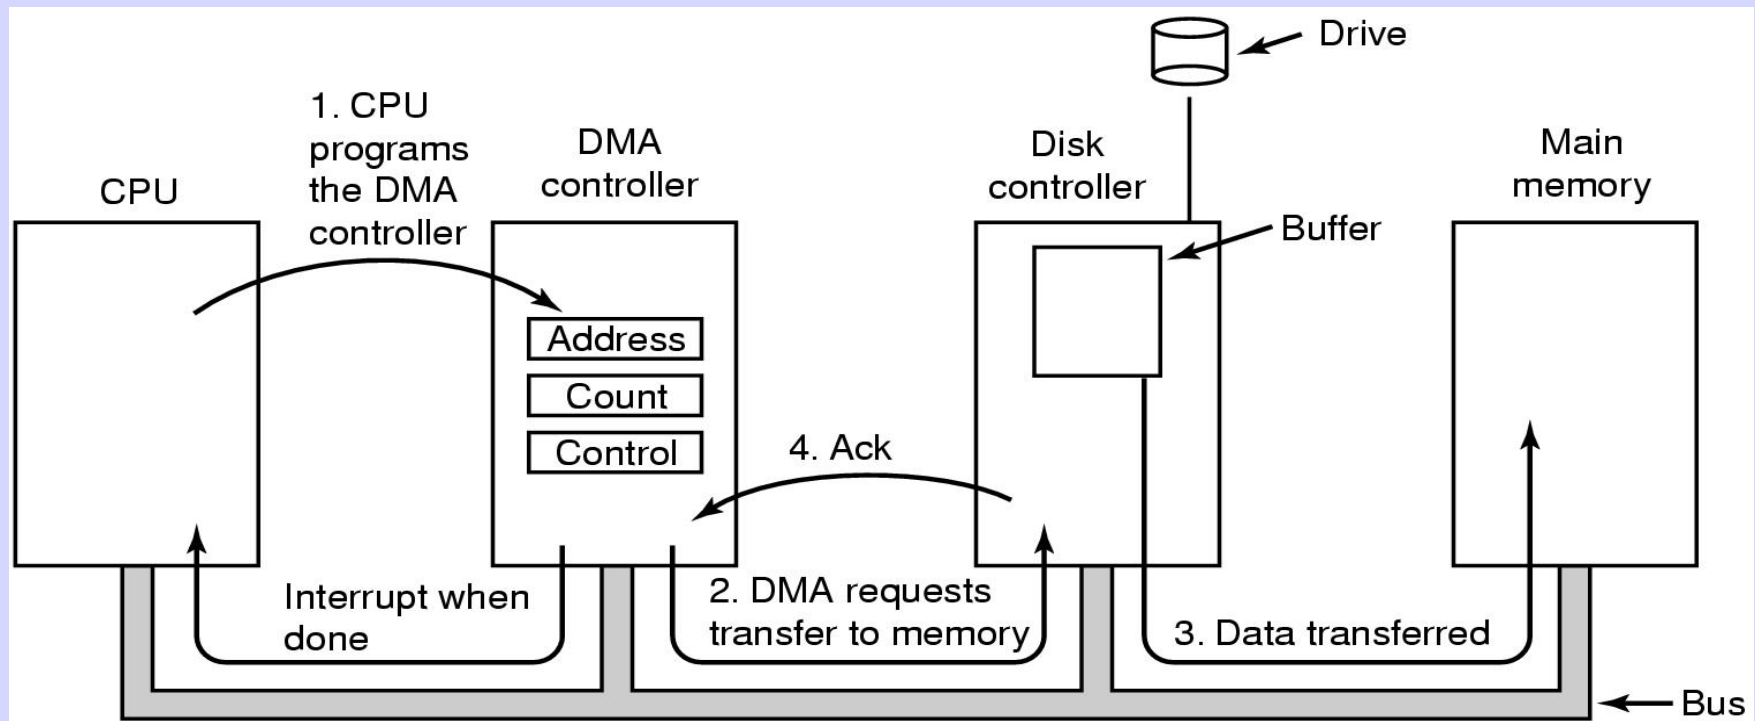 Drive
1. CPU
programs
the DMA
controller
CPU
DMA
controller
Disk
controller
Main
memory
Buffer
Address
Count
Control
4. Ack
Interrupt when
done
2. DMA requests
transfer to memory
3. Data transferred
Bus